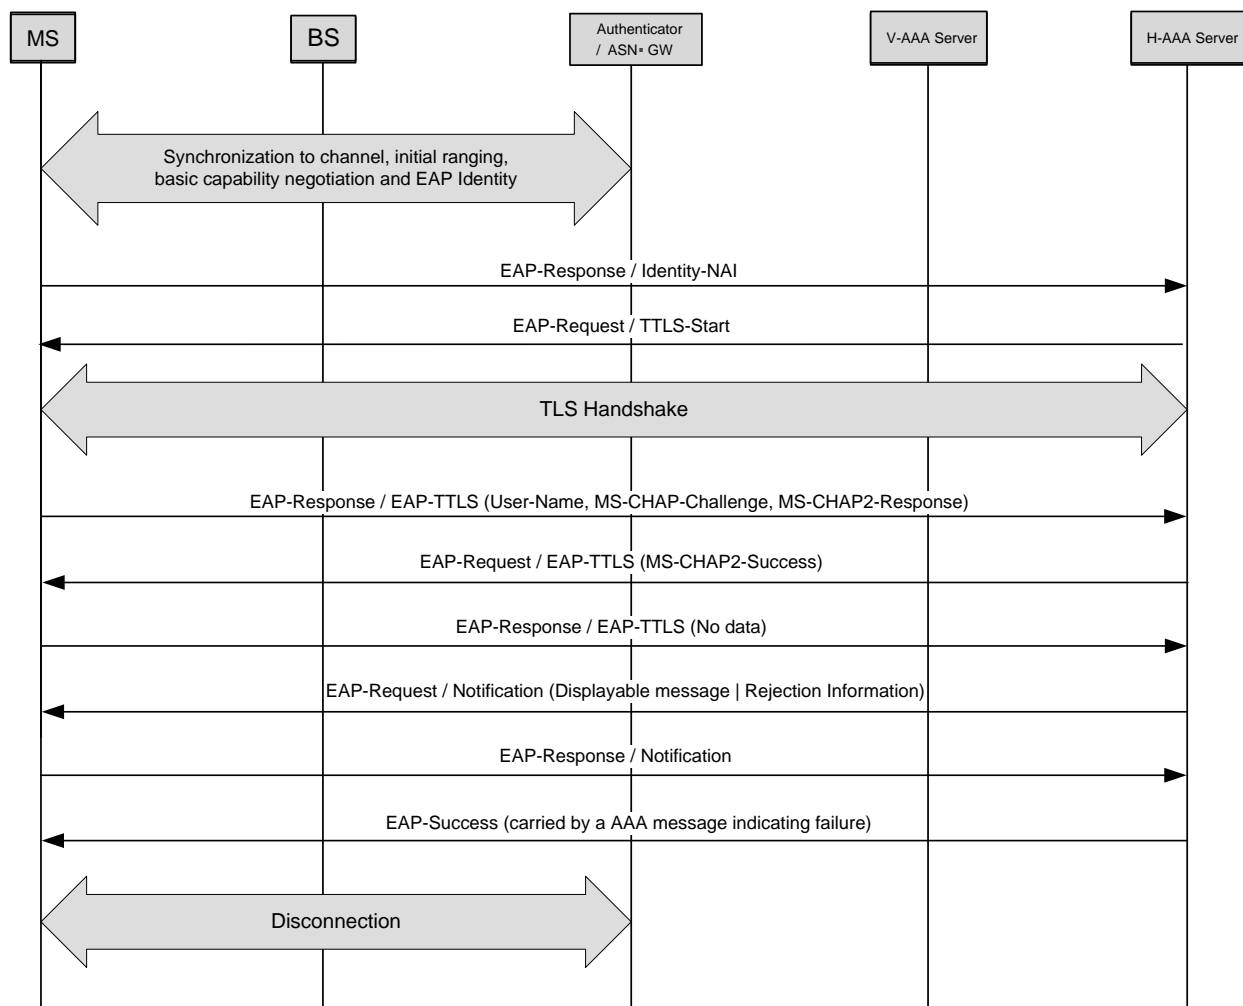 MS
BS
Authenticator
/ ASN- GW
V-AAA Server
H-AAA Server
Synchronization to channel, initial ranging,
basic capability negotiation and EAP Identity
EAP-Response / Identity-NAI
EAP-Request / TTLS-Start
TLS Handshake
EAP-Response / EAP-TTLS (User-Name, MS-CHAP-Challenge, MS-CHAP2-Response)
EAP-Request / EAP-TTLS (MS-CHAP2-Success)
EAP-Response / EAP-TTLS (No data)
EAP-Request / Notification (Displayable message | Rejection Information)
EAP-Response / Notification
EAP-Success (carried by a AAA message indicating failure)
Disconnection